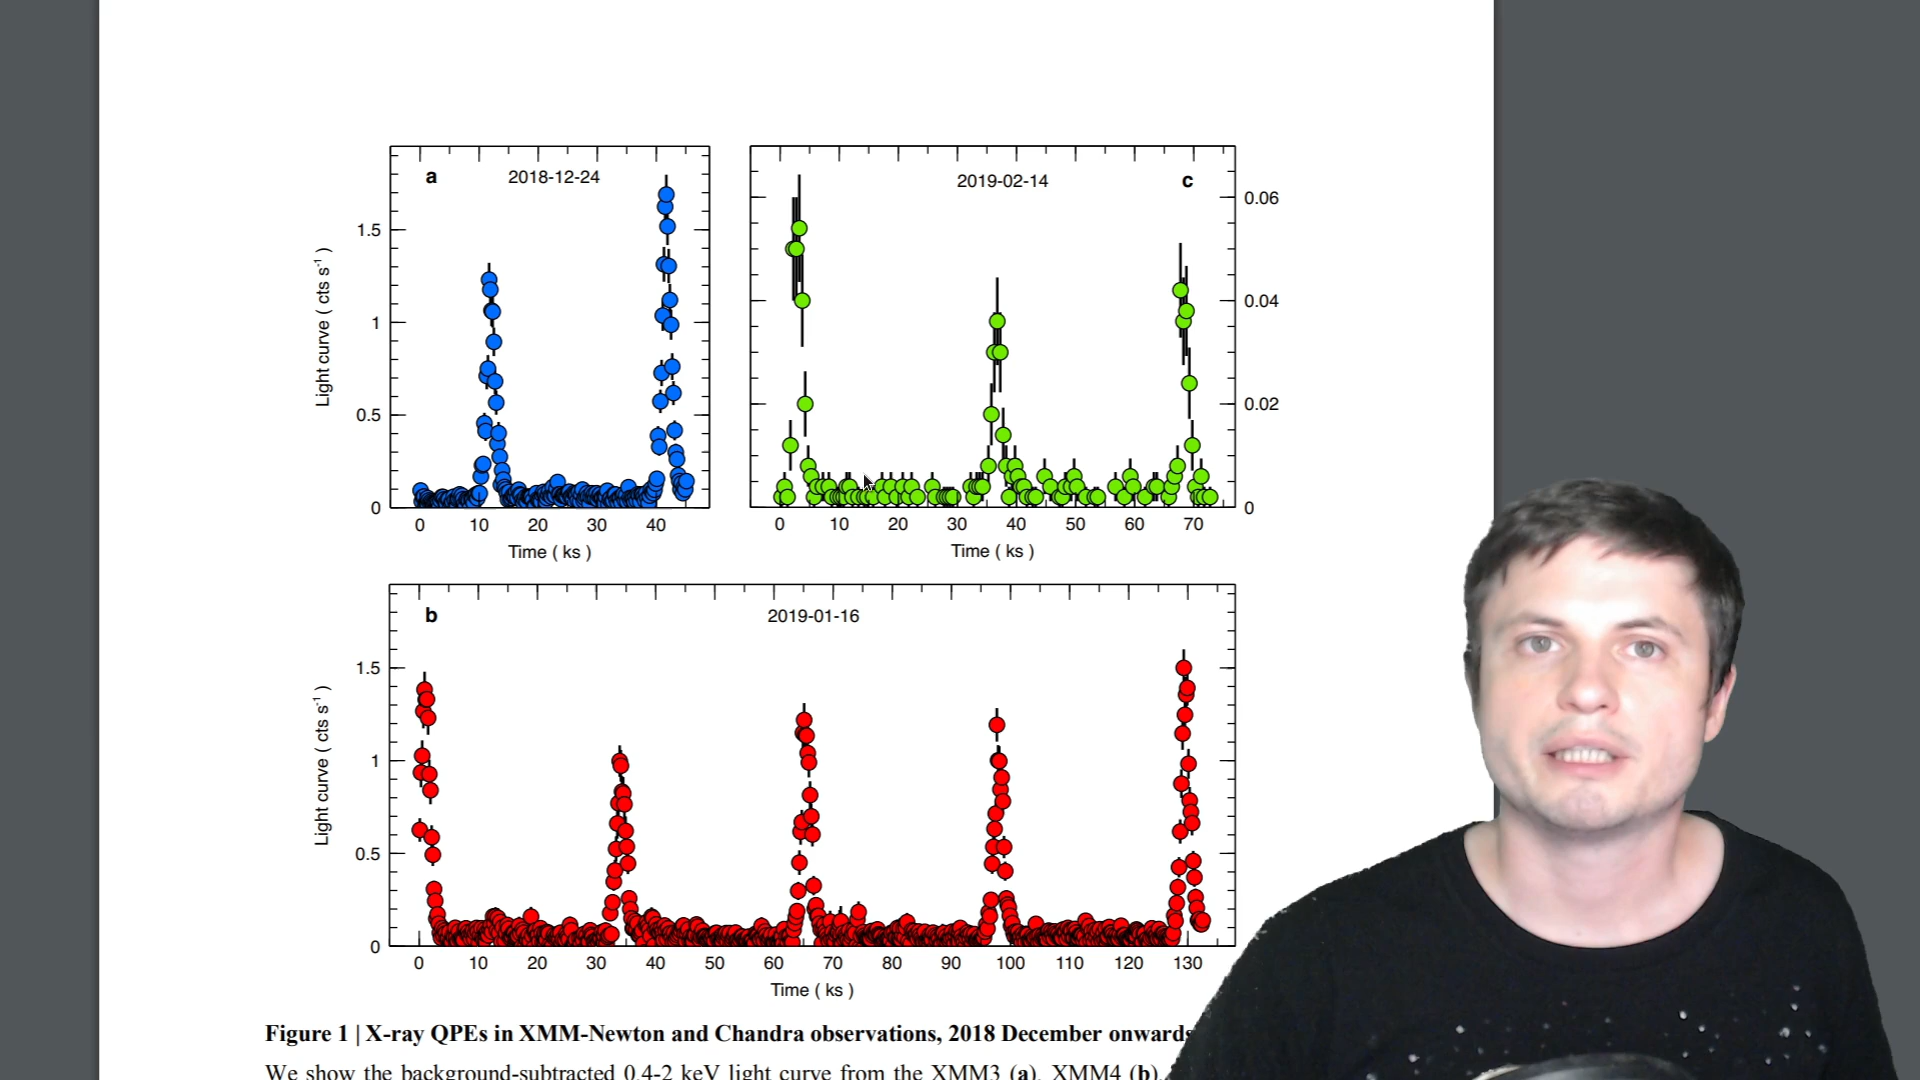 a
2018-12-24
2019-02-14
c
1.5
1
0.5
0
Light curve ( cts s-1 )
0.06
0.04
0.02
0
0 10 20 30 40
Time ( ks )
0 10 20 30 40 50 60 70
Time ( ks )
b
2019-01-16
1.5
1
0.5
0
Light curve ( cts s-1 )
0 10 20 30 40 50 60 70 80 90 100 110 120 130
Time ( ks )
Figure 1 | X-ray QPEs in XMM-Newton and Chandra observations, 2018 December onwards
We show the background-subtracted 0.4-2 keV light curve from the XMM3 (a), XMM4 (b),